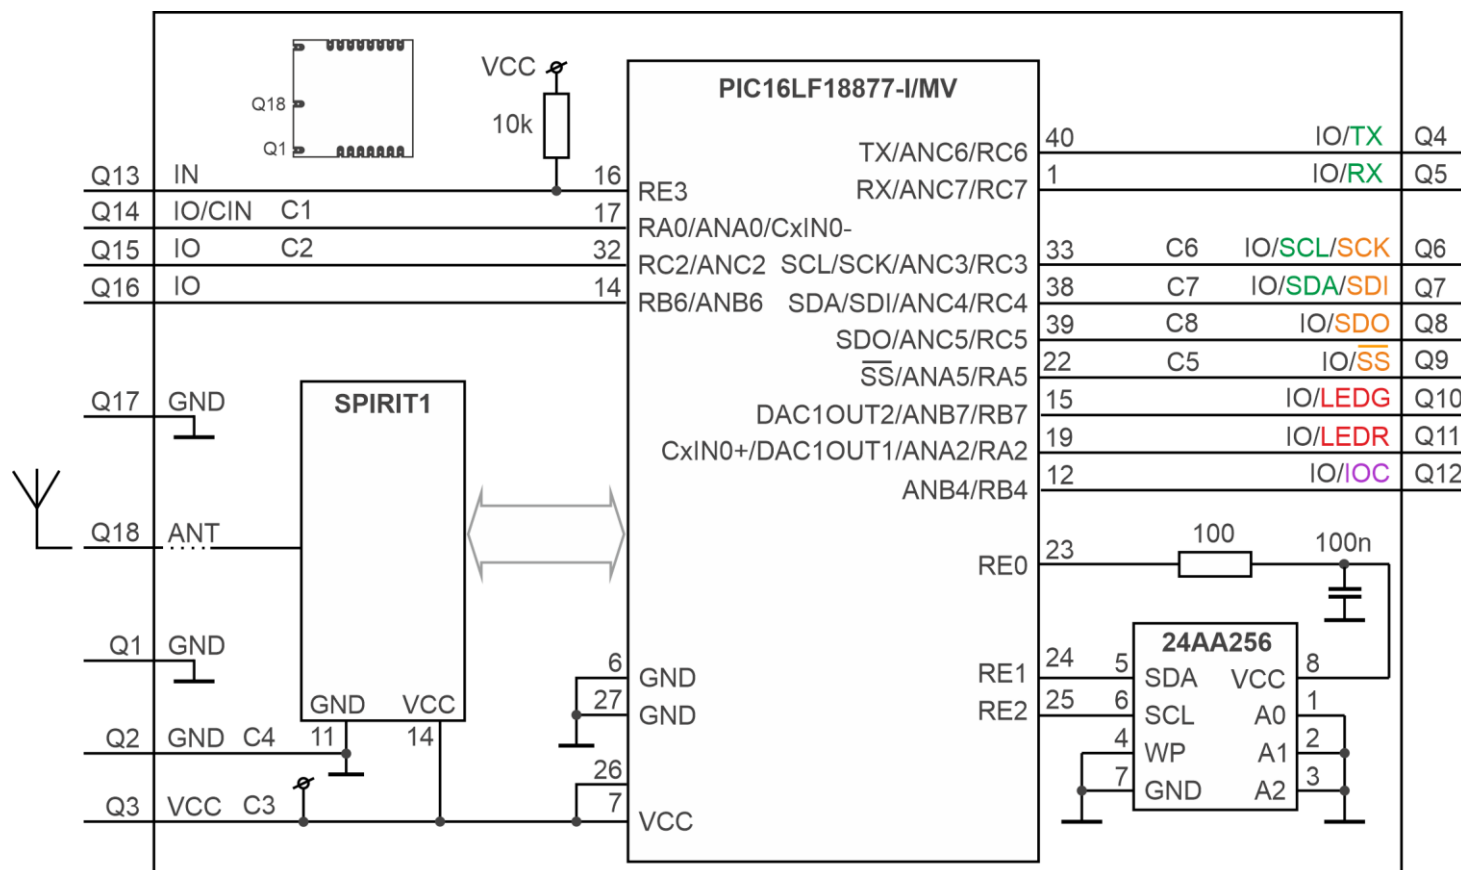 Q18
Q1
VCC
10k
PIC16LF18877-I/MV
Q13 IN 16 RE3
Q14 IO/CIN C1 17 RA0/ANA0/CxIN0-
Q15 IO C2 32 RC2/ANC2
Q16 IO 14 RB6/ANB6
TX/ANC6/RC6 40 IO/TX Q4
RX/ANC7/RC7 1 IO/RX Q5
SCL/SCK/ANC3/RC3 33 C6 IO/SCL/SCK Q6
SDA/SDI/ANC4/RC4 38 C7 IO/SDA/SDI Q7
SDO/ANC5/RC5 39 C8 IO/SDO Q8
SS/ANA5/RA5 22 C5 IO/SS Q9
DAC1OUT2/ANB7/RB7 15 IO/LEDG Q10
CxIN0+/DAC1OUT1/ANA2/RA2 19 IO/LEDR Q11
ANB4/RB4 12 IO/IOC Q12
Q17 GND
SPIRIT1
Q18 ANT
Q1 GND
GND VCC
11 14
Q2 GND C4
Q3 VCC C3
6 GND
27 GND
26
7 VCC
RE0 23 100 100n
24AA256
RE1 24 5 SDA VCC 8
RE2 25 6 SCL A0 1
4 WP A1 2
7 GND A2 3